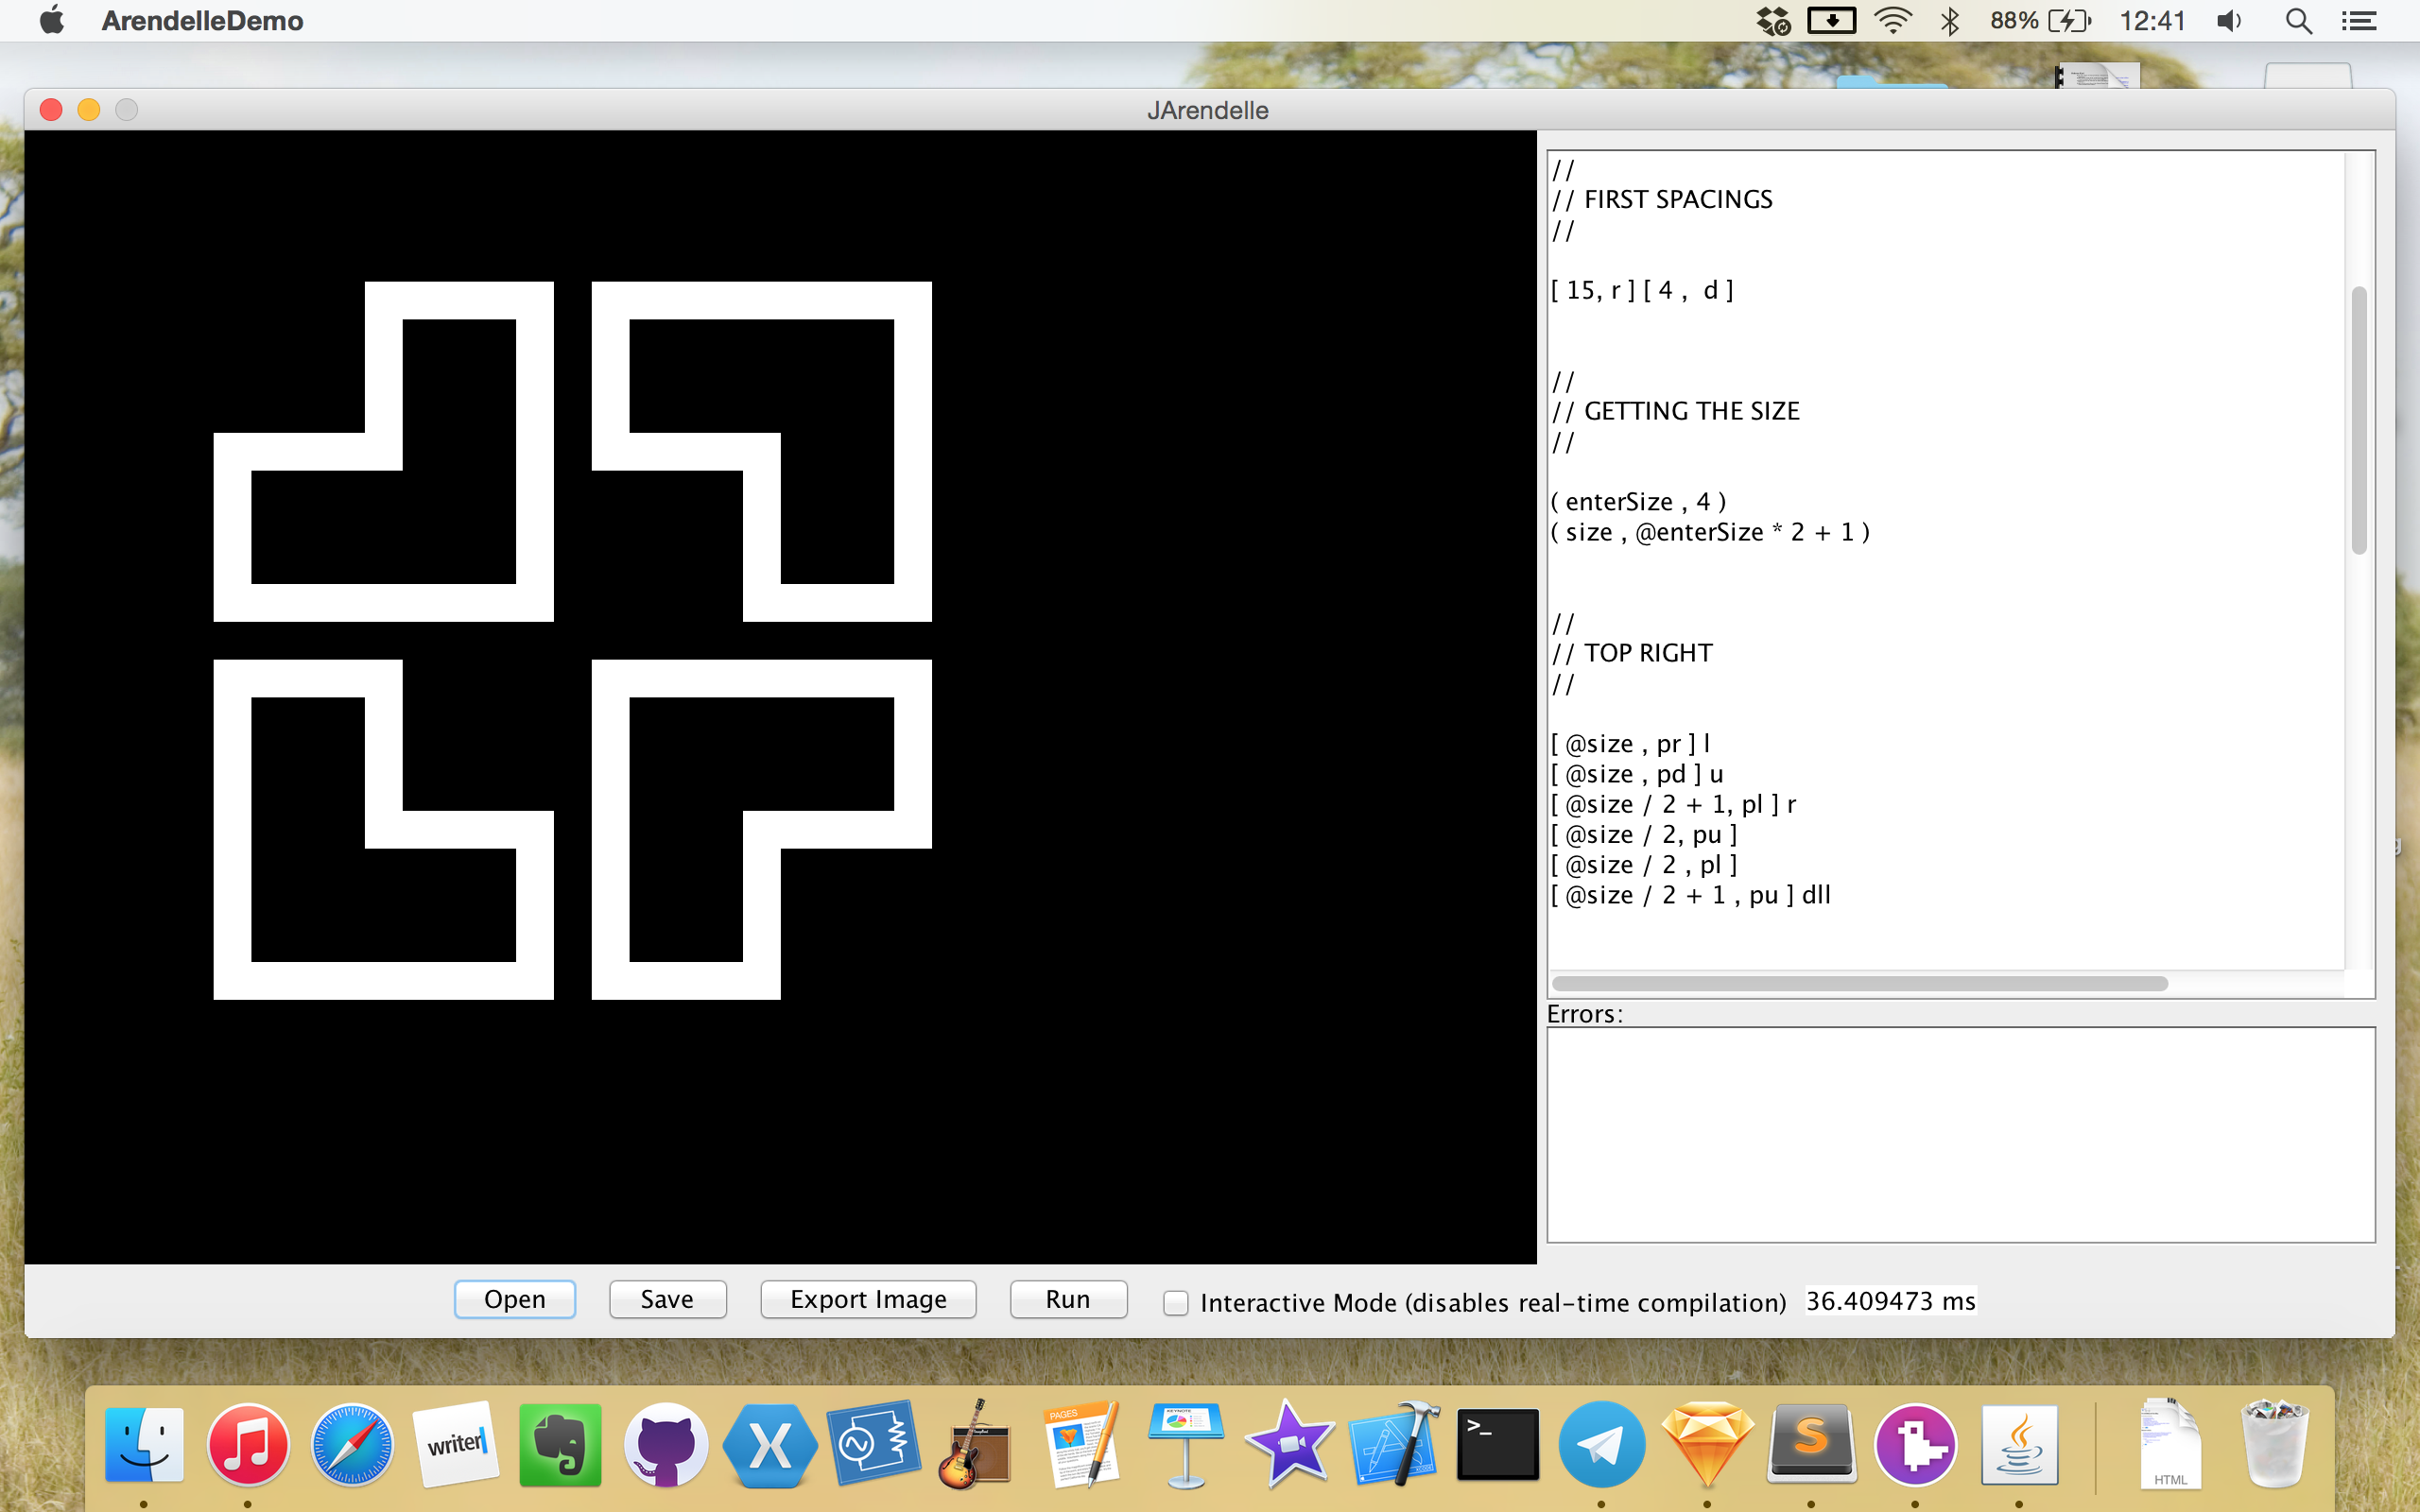 ArendelleDemo
88%
12:41
JArendelle
//
// FIRST SPACINGS
//
[ 15, r ] [ 4 ,  d ]
//
// GETTING THE SIZE
//
( enterSize , 4 )
( size , @enterSize * 2 + 1 )
//
// TOP RIGHT
//
[ @size , pr ] l
[ @size , pd ] u
[ @size / 2 + 1, pl ] r
[ @size / 2, pu ]
[ @size / 2 , pl ]
[ @size / 2 + 1 , pu ] dll
Errors:
Open
Save
Export Image
Run
Interactive Mode (disables real-time compilation)
36.409473 ms
writer
PAGES
KEYNOTE
>_
S
HTML